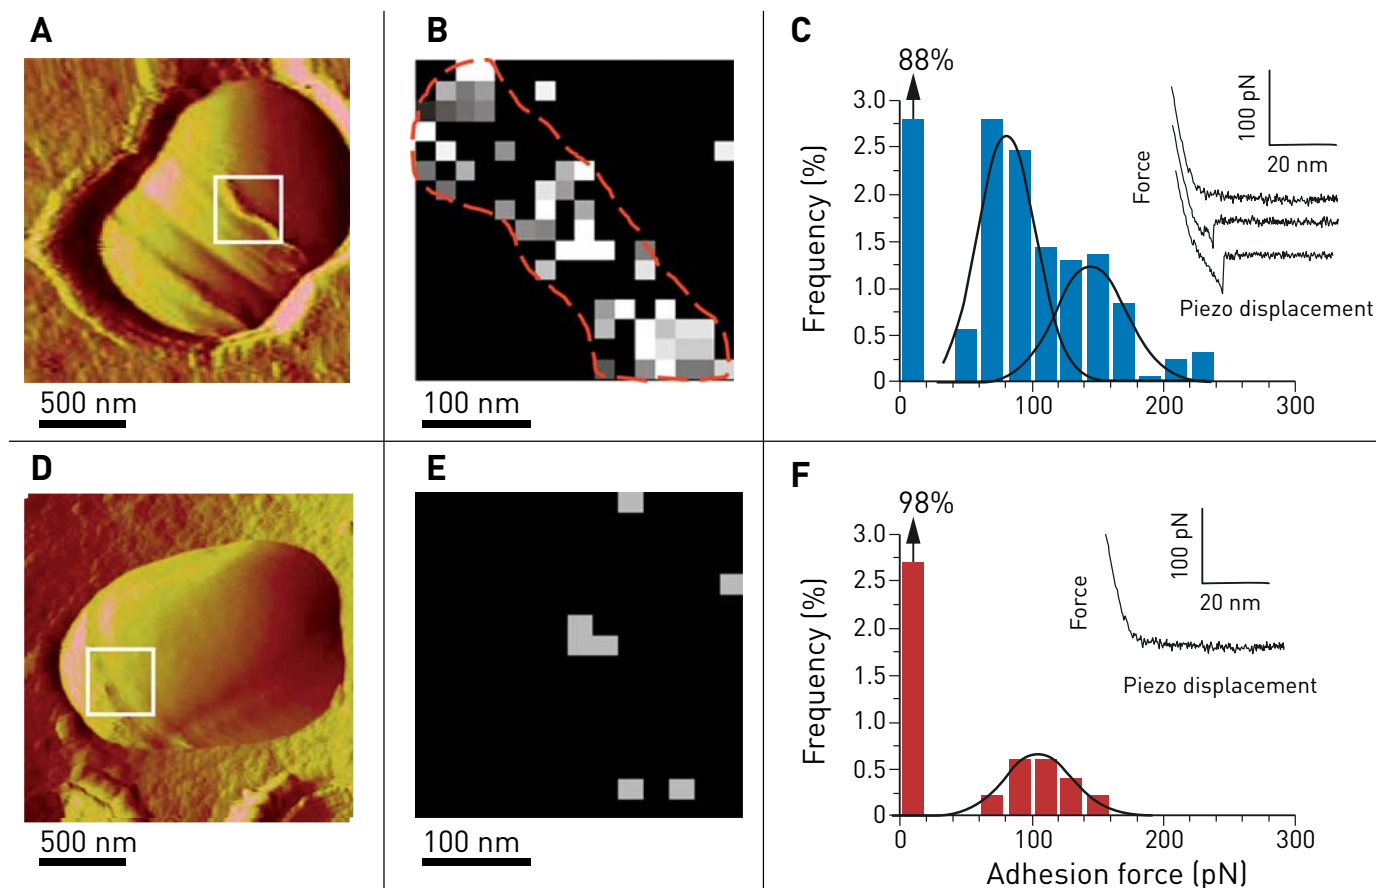 A
500 nm
B
100 nm
C
88%
3.0
2.5
2.0
1.5
1.0
0.5
0
Frequency (%)
0 100 200 300
100 pN
20 nm
Force
Piezo displacement
D
500 nm
E
100 nm
F
98%
3.0
2.5
2.0
1.5
1.0
0.5
0
Frequency (%)
0 100 200 300
Adhesion force (pN)
100 pN
20 nm
Force
Piezo displacement